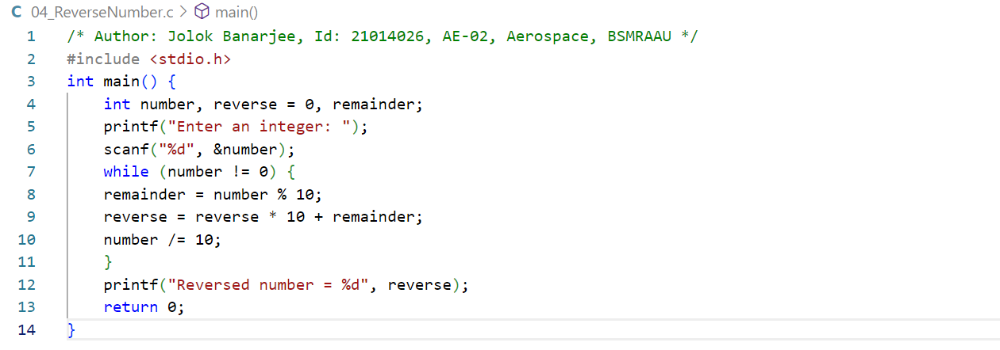 C 04_ReverseNumber.c > main()
1 /* Author: Jolok Banarjee, Id: 21014026, AE-02, Aerospace, BSMRAAU */
2 #include <stdio.h>
3 int main() {
4     int number, reverse = 0, remainder;
5     printf("Enter an integer: ");
6     scanf("%d", &number);
7     while (number != 0) {
8     remainder = number % 10;
9     reverse = reverse * 10 + remainder;
10     number /= 10;
11     }
12     printf("Reversed number = %d", reverse);
13     return 0;
14 }